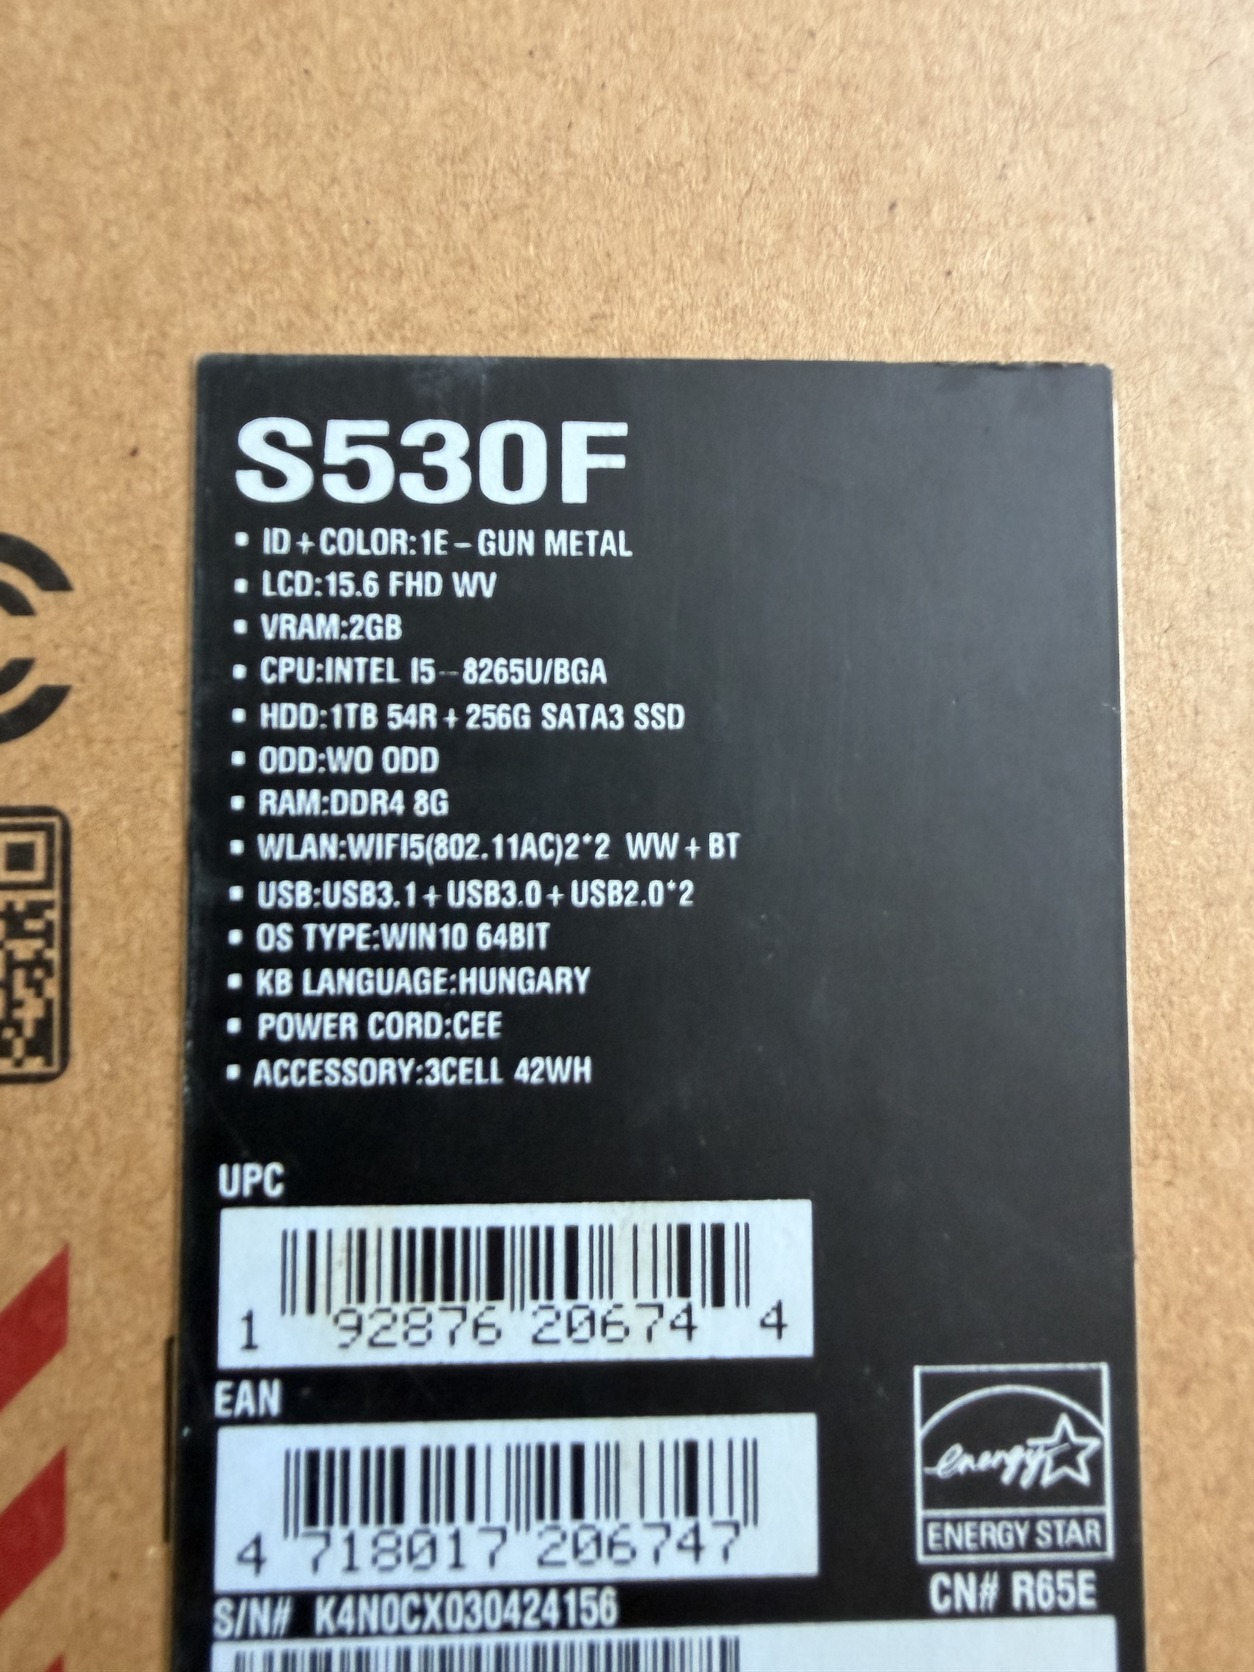 S530F
• ID+COLOR:1E-GUN METAL
• LCD:15.6 FHD WV
• VRAM:2GB
• CPU:INTEL I5-8265U/BGA
• HDD:1TB 54R+256G SATA3 SSD
• ODD:WO ODD
• RAM:DDR4 8G
• WLAN:WIFI5(802.11AC)2*2 WW+BT
• USB:USB3.1+USB3.0+USB2.0*2
• OS TYPE:WIN10 64BIT
• KB LANGUAGE:HUNGARY
• POWER CORD:CEE
• ACCESSORY:3CELL 42WH
UPC
1 92876 20674 4
EAN
4 718017 206747
energy
ENERGY STAR
S/N# K4N0CX030424156
CN# R65E